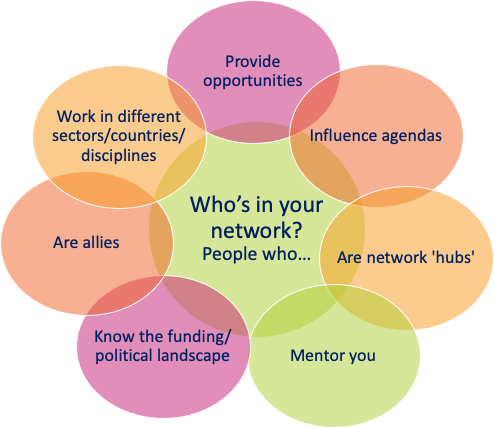 Provide
opportunities
Influence agendas
Are network 'hubs'
Mentor you
Know the funding/
political landscape
Are allies
Work in different
sectors/countries/
disciplines
Who's in your
network?
People who...